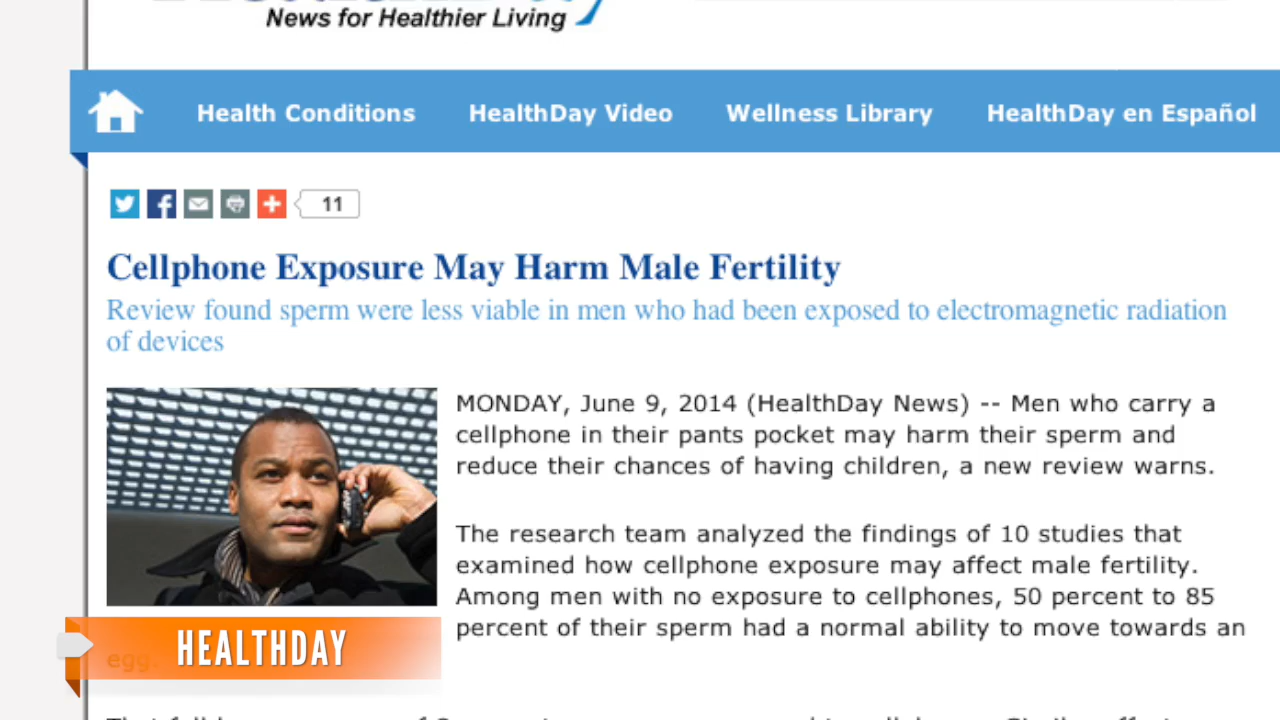 News for Healthier Living
Health Conditions HealthDay Video Wellness Library HealthDay en Español
11
Cellphone Exposure May Harm Male Fertility
Review found sperm were less viable in men who had been exposed to electromagnetic radiation
of devices
MONDAY, June 9, 2014 (HealthDay News) -- Men who carry a
cellphone in their pants pocket may harm their sperm and
reduce their chances of having children, a new review warns.
The research team analyzed the findings of 10 studies that
examined how cellphone exposure may affect male fertility.
Among men with no exposure to cellphones, 50 percent to 85
percent of their sperm had a normal ability to move towards an
egg.
HEALTHDAY